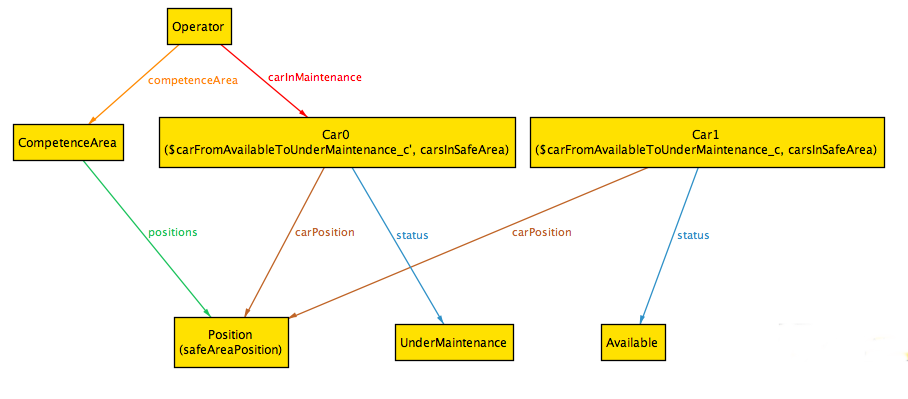 Operator
competenceArea
carInMaintenance
CompetenceArea
Car0
($carFromAvailableToUnderMaintenance_c', carsInSafeArea)
Car1
($carFromAvailableToUnderMaintenance_c, carsInSafeArea)
positions
carPosition
status
carPosition
status
Position
(safeAreaPosition)
UnderMaintenance
Available